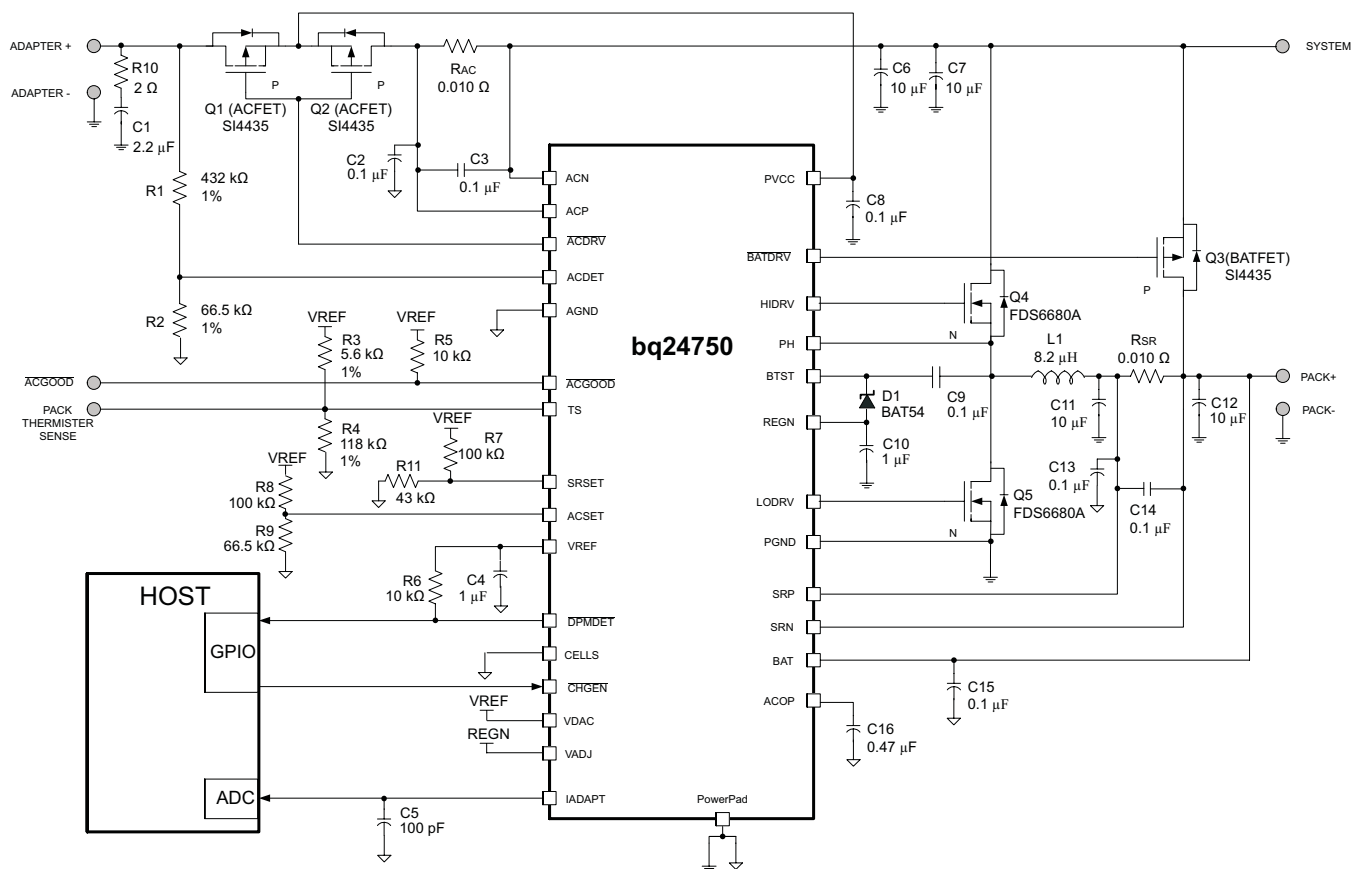 ADAPTER +
ADAPTER -
R10
2 Ω
C1
2.2 µF
P
P
Q1 (ACFET)
SI4435
Q2 (ACFET)
SI4435
RAC
0.010 Ω
C6
10 µF
C7
10 µF
SYSTEM
R1
432 kΩ
1%
R2
66.5 kΩ
1%
C2
0.1 µF
C3
0.1 µF
C8
0.1 µF
VREF
R3
5.6 kΩ
1%
VREF
R5
10 kΩ
ACGOOD
PACK
THERMISTER
SENSE
R4
118 kΩ
1%
VREF
R7
100 kΩ
R11
43 kΩ
VREF
R8
100 kΩ
R9
66.5 kΩ
R6
10 kΩ
C4
1 µF
HOST
GPIO
ADC
VREF
REGN
C5
100 pF
bq24750
ACN
ACP
ACDRV
ACDET
AGND
ACGOOD
TS
SRSET
ACSET
VREF
DPMDET
CELLS
CHGEN
VDAC
VADJ
IADAPT
PVCC
BATDRV
HIDRV
PH
BTST
REGN
LODRV
PGND
SRP
SRN
BAT
ACOP
PowerPad
P
Q3(BATFET)
SI4435
Q4
FDS6680A
N
L1
8.2 µH
RSR
0.010 Ω
D1
BAT54
C9
0.1 µF
C10
1 µF
C11
10 µF
C12
10 µF
PACK+
PACK-
C13
0.1 µF
C14
0.1 µF
Q5
FDS6680A
N
C15
0.1 µF
C16
0.47 µF